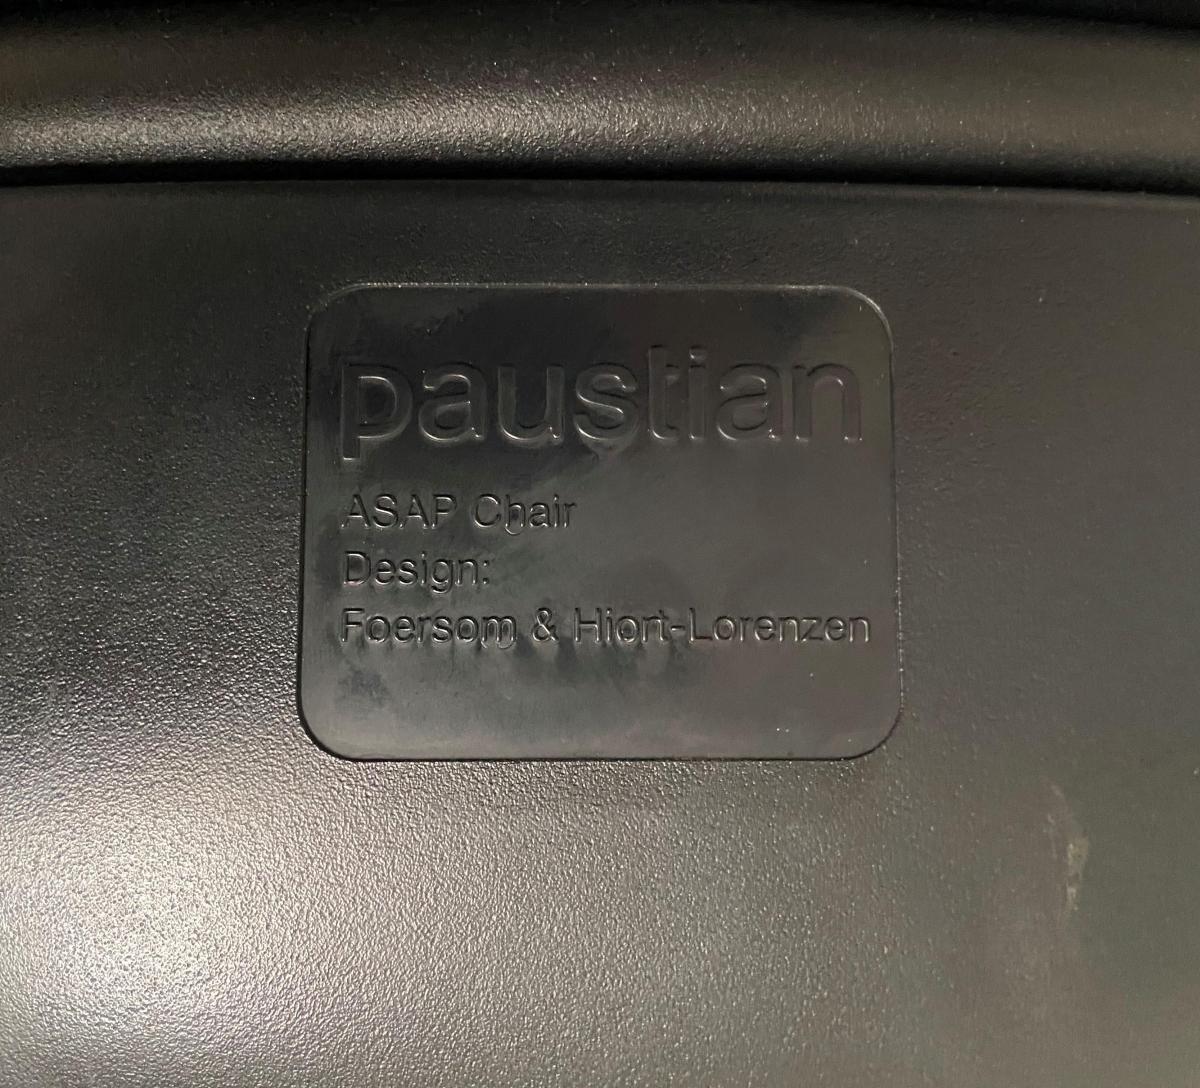 paustian
ASAP Chair
Design:
Foersom & Hiort-Lorenzen